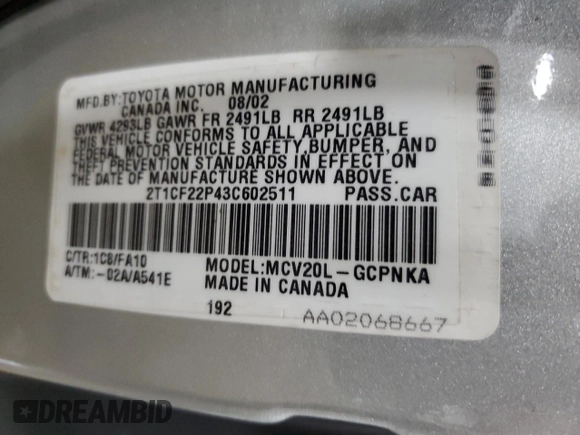 MFD.BY:TOYOTA MOTOR MANUFACTURING
CANADA INC. 08/02
GVWR 4293LB GAWR FR 2491LB RR 2491LB
THIS VEHICLE CONFORMS TO ALL APPLICABLE
FEDERAL MOTOR VEHICLE SAFETY,BUMPER, AND
THEFT PREVENTION STANDARDS IN EFFECT ON
THE DATE OF MANUFACTURE SHOWN ABOVE.
2T1CF22P43C602511 PASS.CAR
C/TR:1C8/FA10 MODEL:MCV20L-GCPNKA
A/TM:-02A/A541E MADE IN CANADA
192 AA02068667
DREAMBID